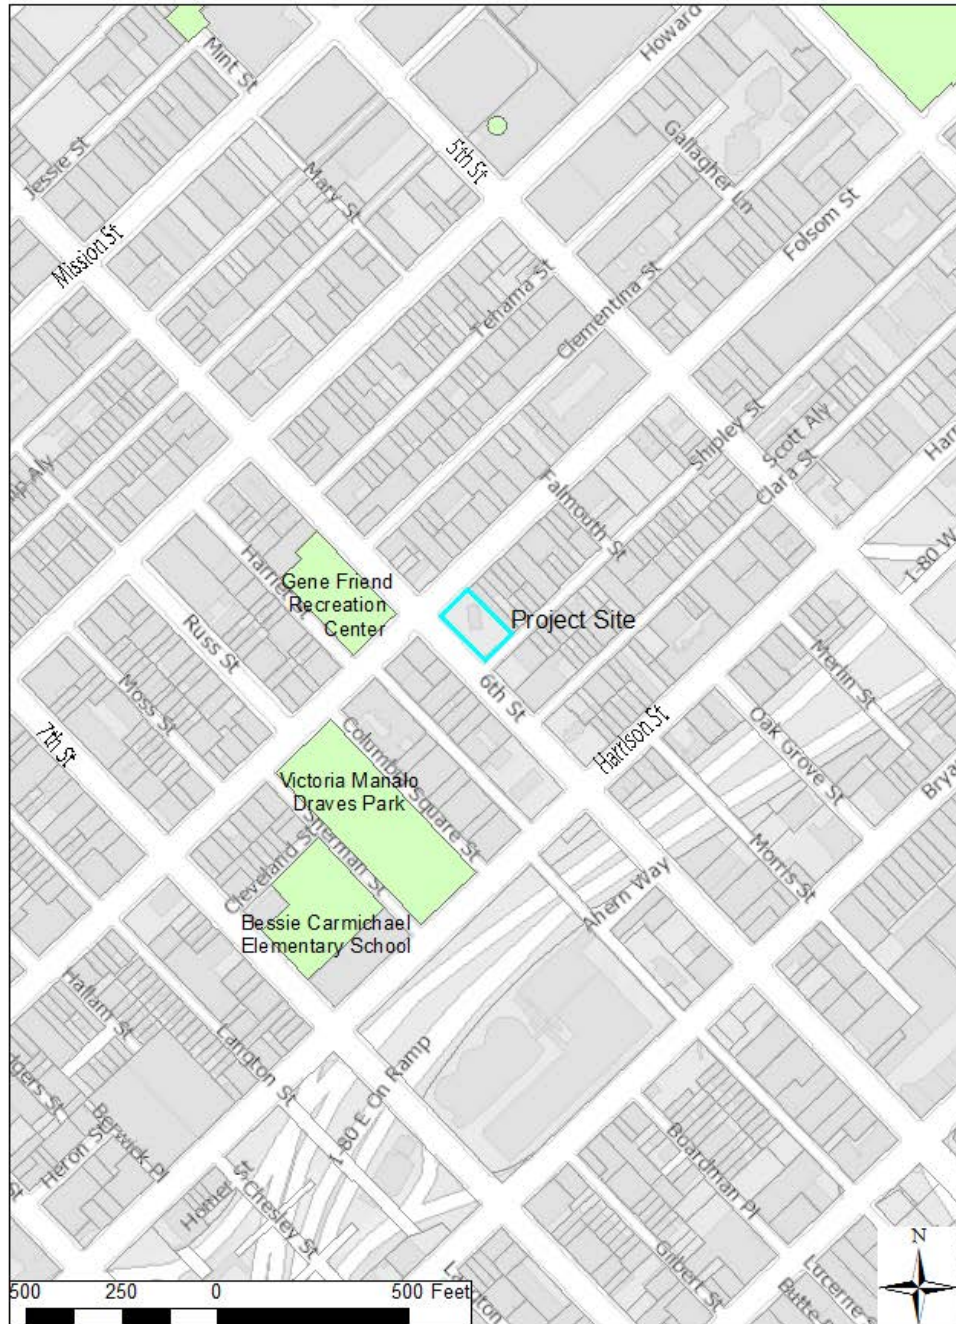 Mint St
Howard
Jessie St
5th St
Mary St
Gallagher Ln
Mission St
Folsom St
Tehama St
Clementina St
Shipley St
Scott Aly
Clara St
Falmouth St
I-80 W
Aly
Harriet St
Gene Friend
Recreation
Center
Project Site
Russ St
6th St
Merlin St
Moss St
Oak Grove St
7th St
Harrison St
Columbia Square St
Victoria Manalo
Draves Park
Sherman St
Cleveland St
Morris St
Ahern Way
Bessie Carmichael
Elementary School
Hallam St
Langton St
I-80 E On Ramp
Berwick Pl
Heron St
Boardman Pl
Homer St
Chesley St
Gilbert St
Lucerne S
N
500 250 0 500 Feet